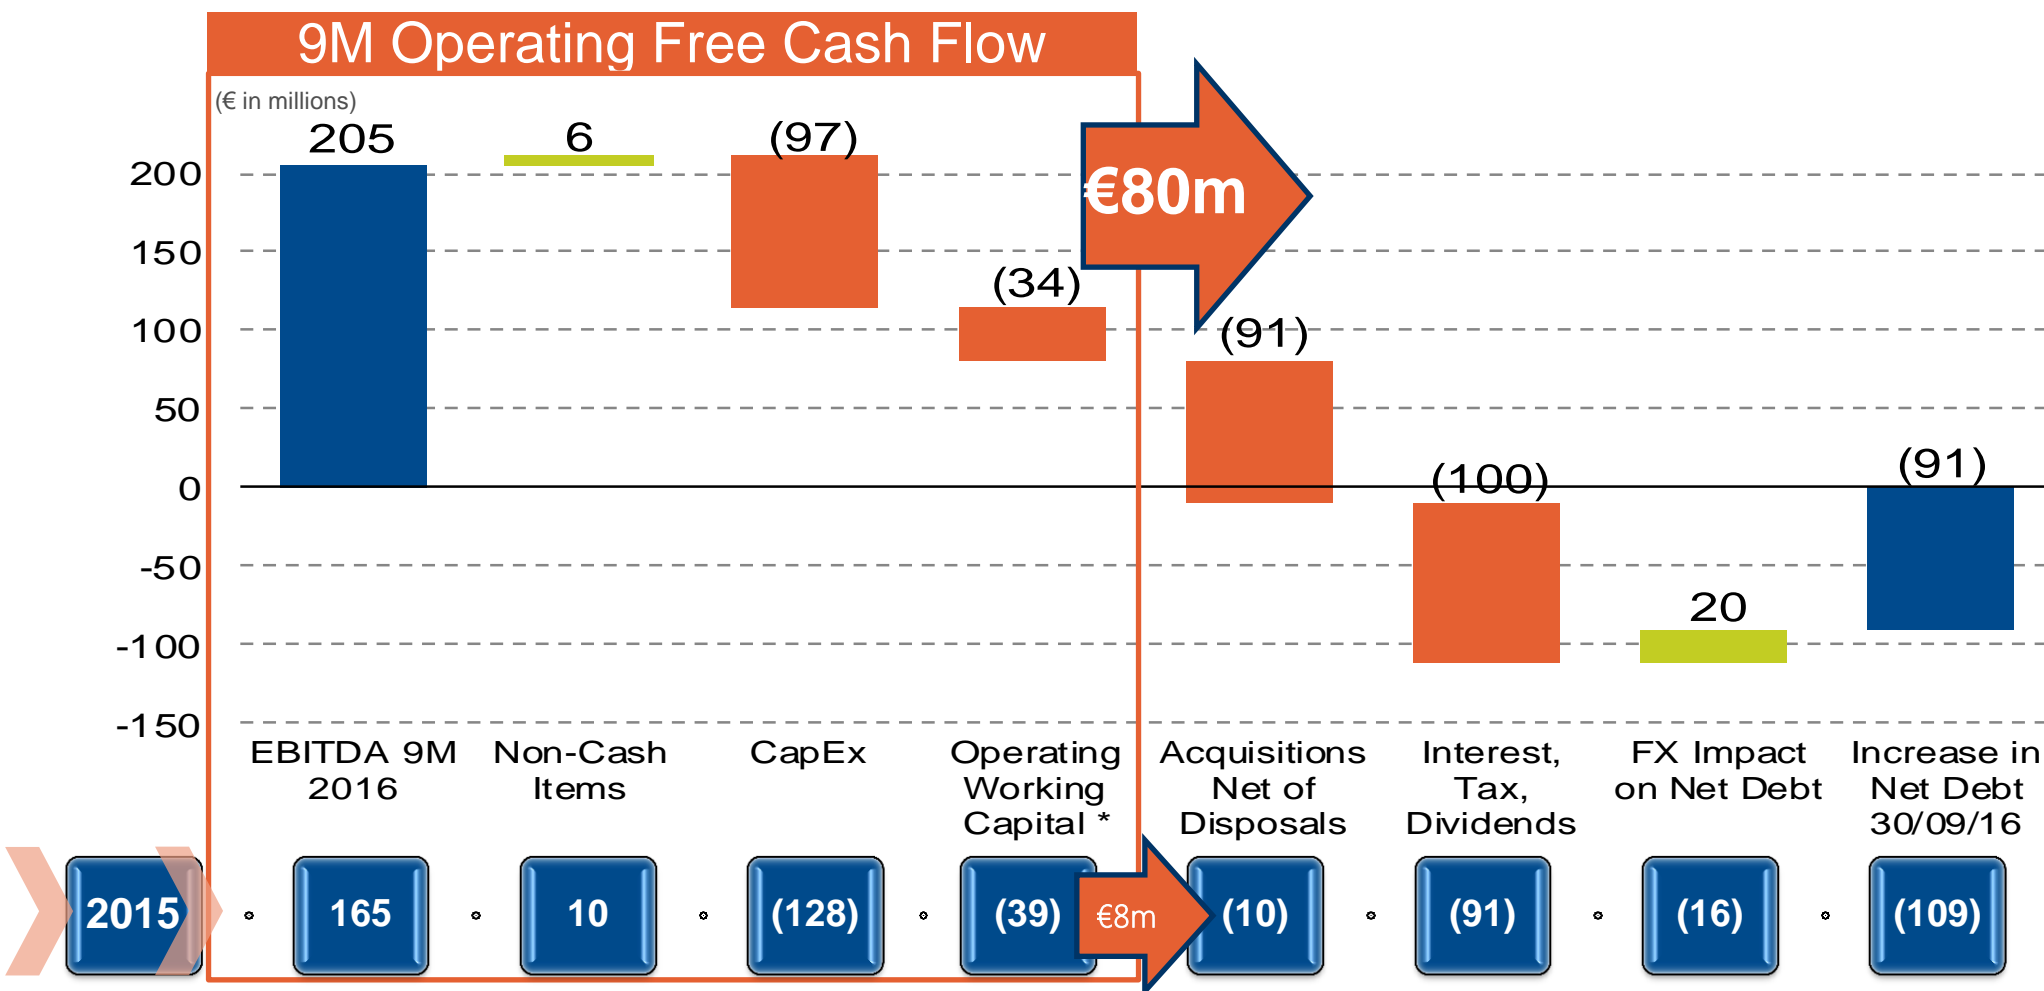 9M Operating Free Cash Flow
(€ in millions)
205
6
(97)
(34)
€80m
(91)
(100)
20
(91)
200
150
100
50
0
-50
-100
-150
EBITDA 9M
2016
Non-Cash
Items
CapEx
Operating
Working
Capital *
Acquisitions
Net of
Disposals
Interest,
Tax,
Dividends
FX Impact
on Net Debt
Increase in
Net Debt
30/09/16
2015
165
10
(128)
(39)
€8m
(10)
(91)
(16)
(109)